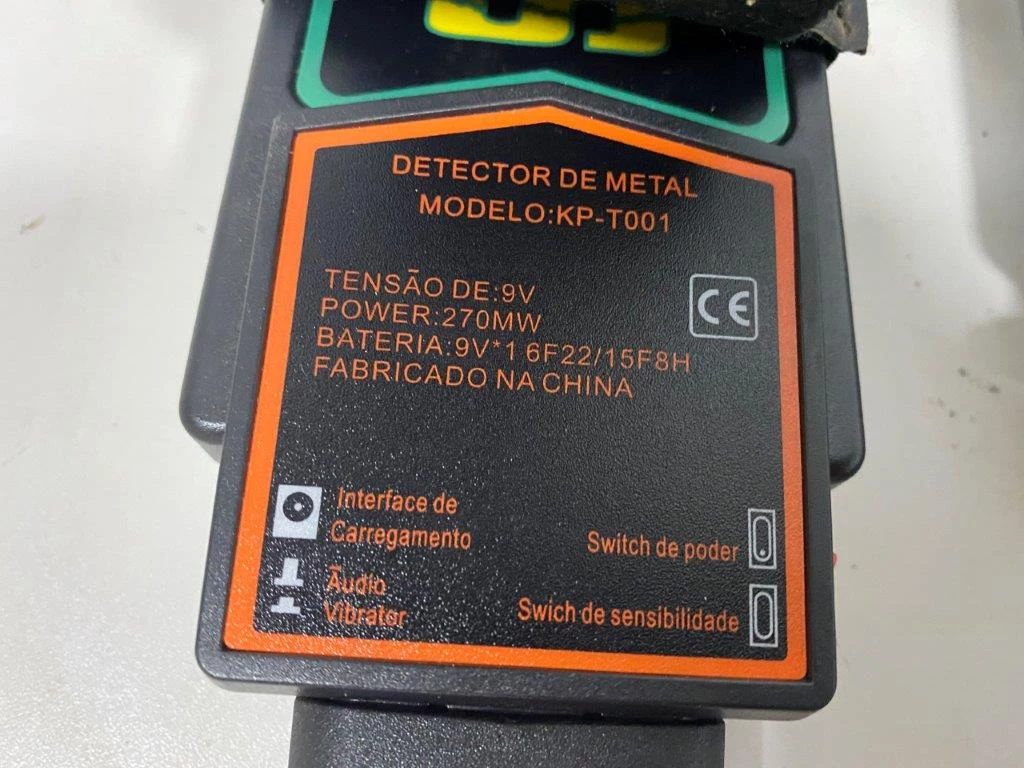 DETECTOR DE METAL
MODELO:KP-T001
TENSÃO DE:9V
POWER:270MW
BATERIA:9V*1 6F22/15F8H
FABRICADO NA CHINA
CE
Interface de
Carregamento
Switch de poder
Ãudio
Vibrator
Swich de sensibilidade